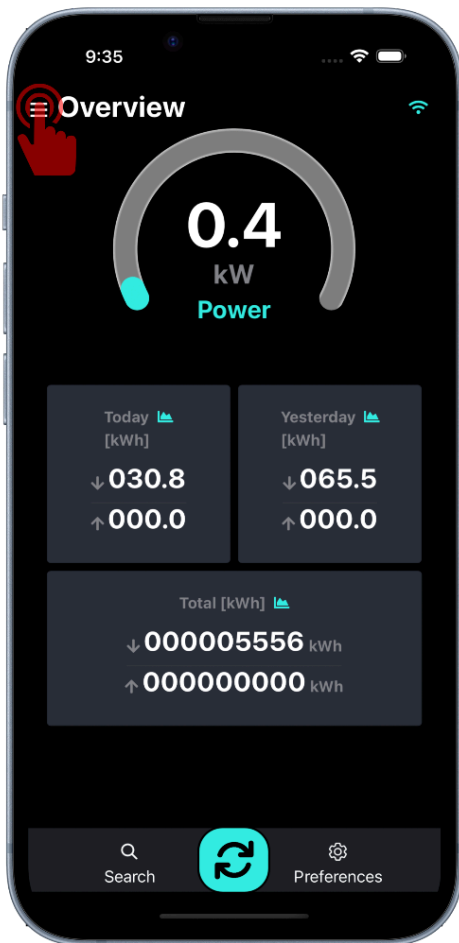 9:35
Overview
0.4
kW
Power
Today
[kWh]
030.8
000.0
Yesterday
[kWh]
065.5
000.0
Total [kWh]
000005556 kWh
000000000 kWh
Search
Preferences